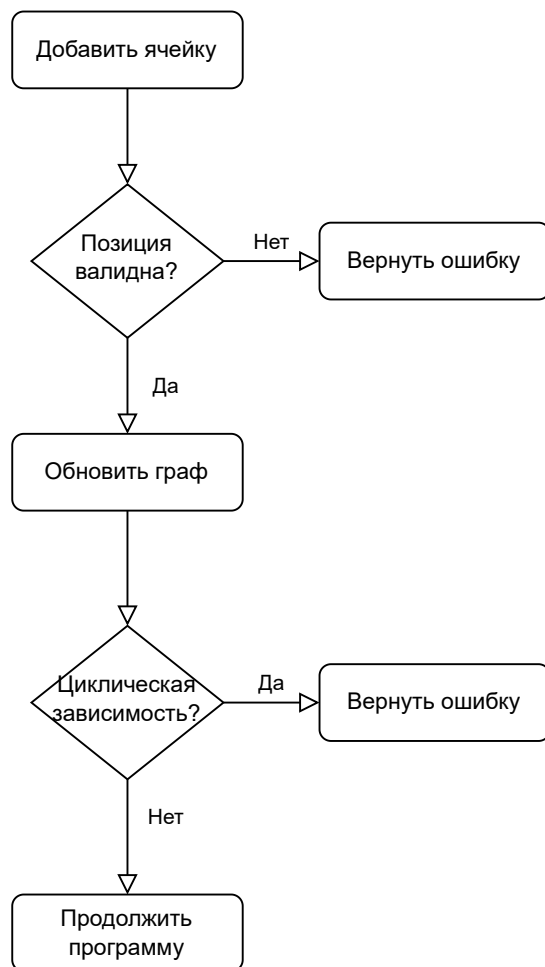 Добавить ячейку
Позиция
валидна?
Нет
Вернуть ошибку
Да
Обновить граф
Циклическая
зависимость?
Да
Вернуть ошибку
Нет
Продолжить
программу